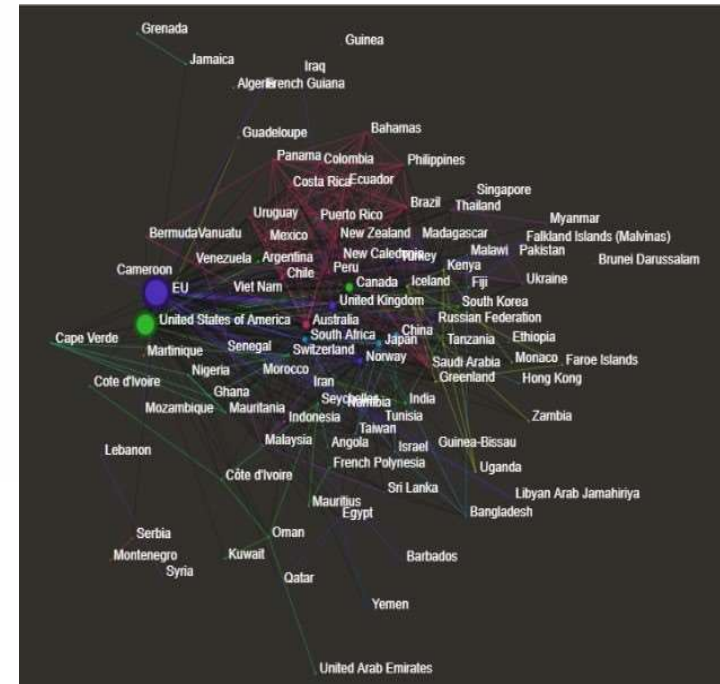 Grenada
Guinea
Jamaica
Iraq
Algeria
French Guiana
Guadeloupe
Bahamas
Panama
Colombia
Philippines
Costa Rica
Ecuador
Singapore
Uruguay
Puerto Rico
Brazil
Thailand
Myanmar
Bermuda
Vanuatu
Mexico
New Zealand
Madagascar
Falkland Islands (Malvinas)
Venezuela
Argentina
New Caledonia
Turkey
Malawi
Pakistan
Brunei Darussalam
Cameroon
Chile
Peru
Kenya
EU
Viet Nam
Canada
Iceland
Fiji
Ukraine
United Kingdom
South Korea
United States of America
Australia
Russian Federation
Cape Verde
South Africa
China
Martinique
Senegal
Switzerland
Japan
Tanzania
Ethiopia
Norway
Saudi Arabia
Monaco
Faroe Islands
Cote d'Ivoire
Nigeria
Morocco
Greenland
Hong Kong
Ghana
Iran
Mozambique
Mauritania
Seychelles
Namibia
India
Indonesia
Tunisia
Zambia
Lebanon
Malaysia
Taiwan
Angola
Israel
Guinea-Bissau
French Polynesia
Uganda
Côte d'Ivoire
Sri Lanka
Libyan Arab Jamahiriya
Mauritius
Egypt
Bangladesh
Serbia
Oman
Montenegro
Kuwait
Barbados
Syria
Qatar
Yemen
United Arab Emirates